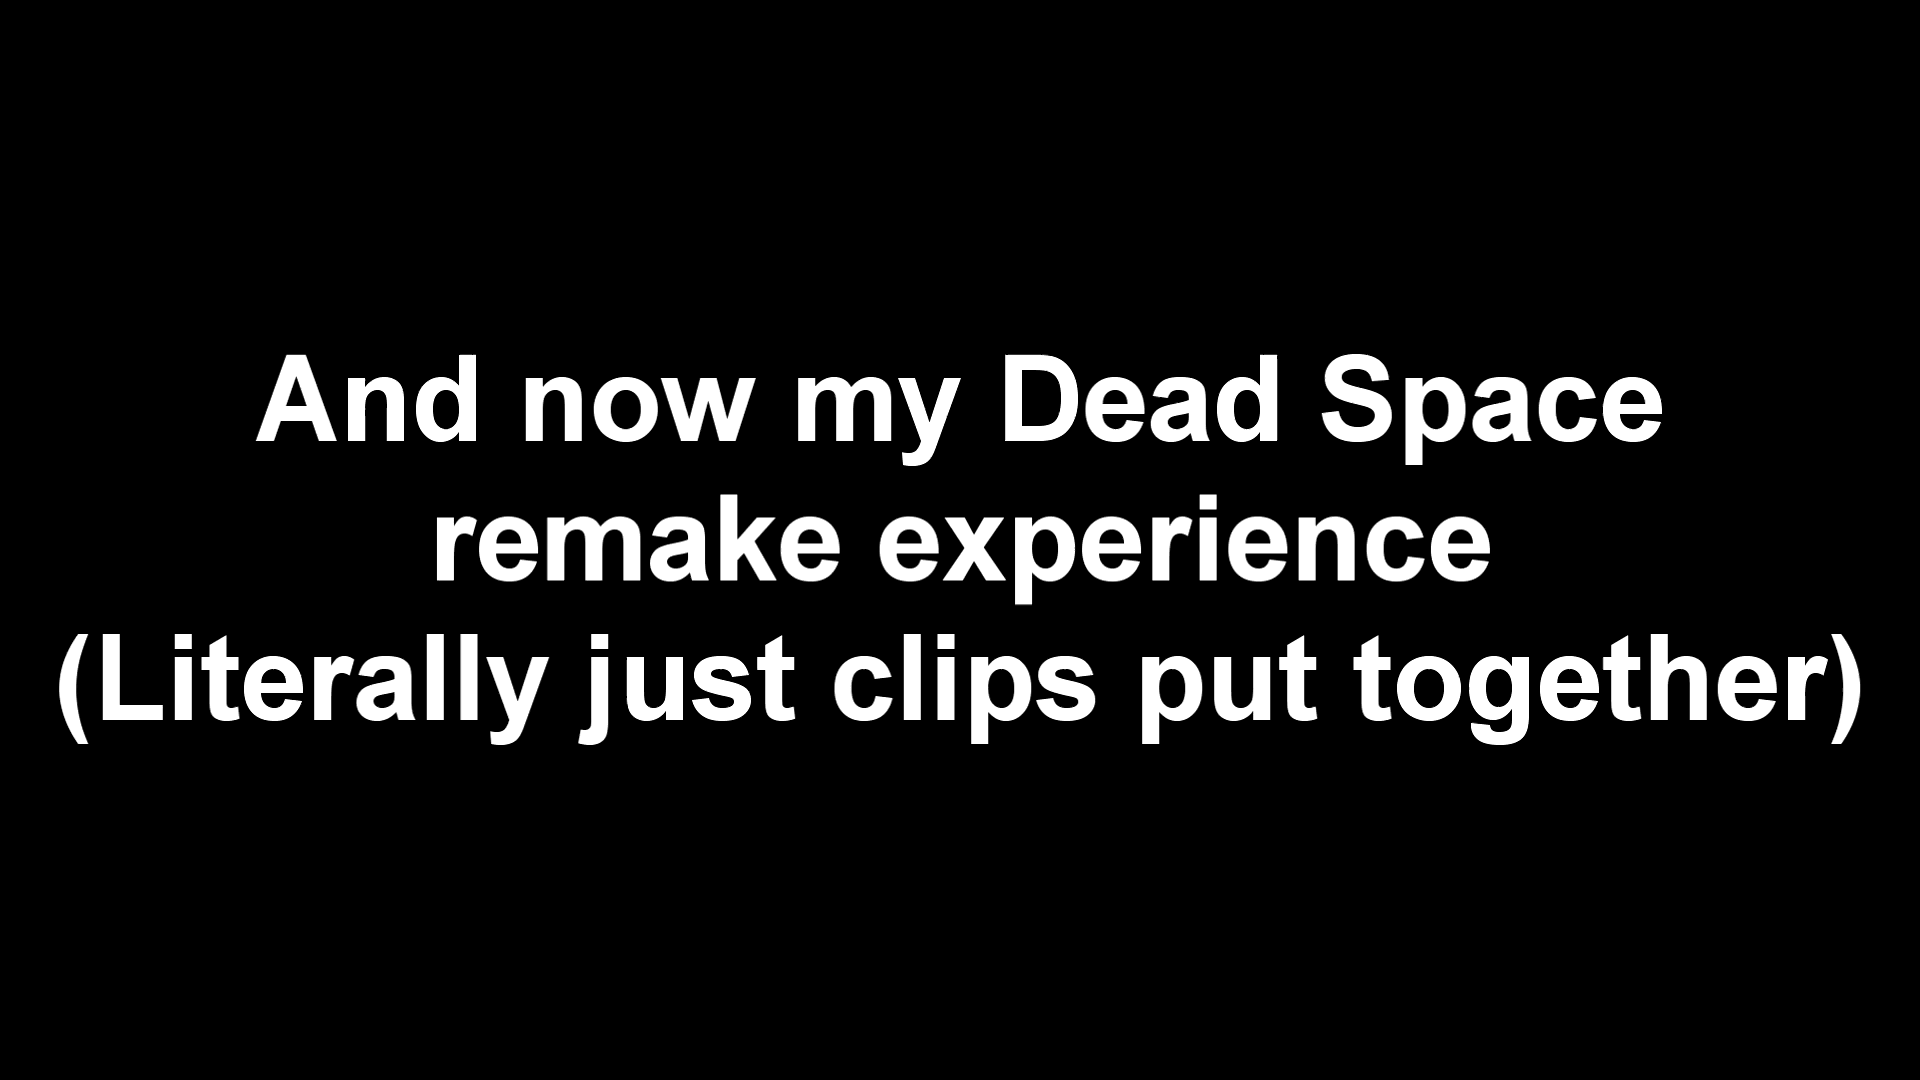 And now my Dead Space
remake experience
(Literally just clips put together)